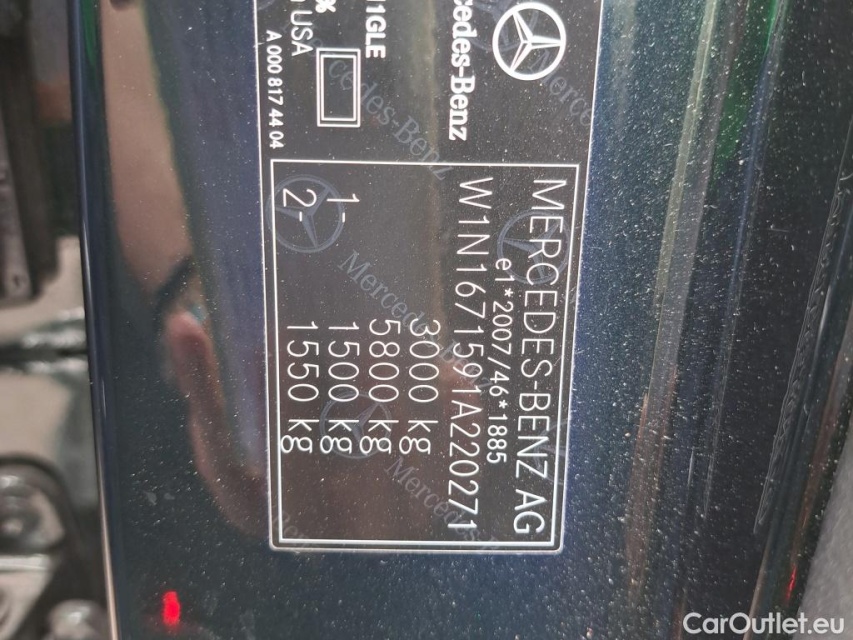 Mercedes-Benz
1GLE
%
USA
A 000 817 44 04
MERCEDES-BENZ AG
e1*2007/46*1885
W1N1671591A220271
3000 kg
5800 kg
1- 1500 kg
2- 1550 kg
CarOutlet.eu